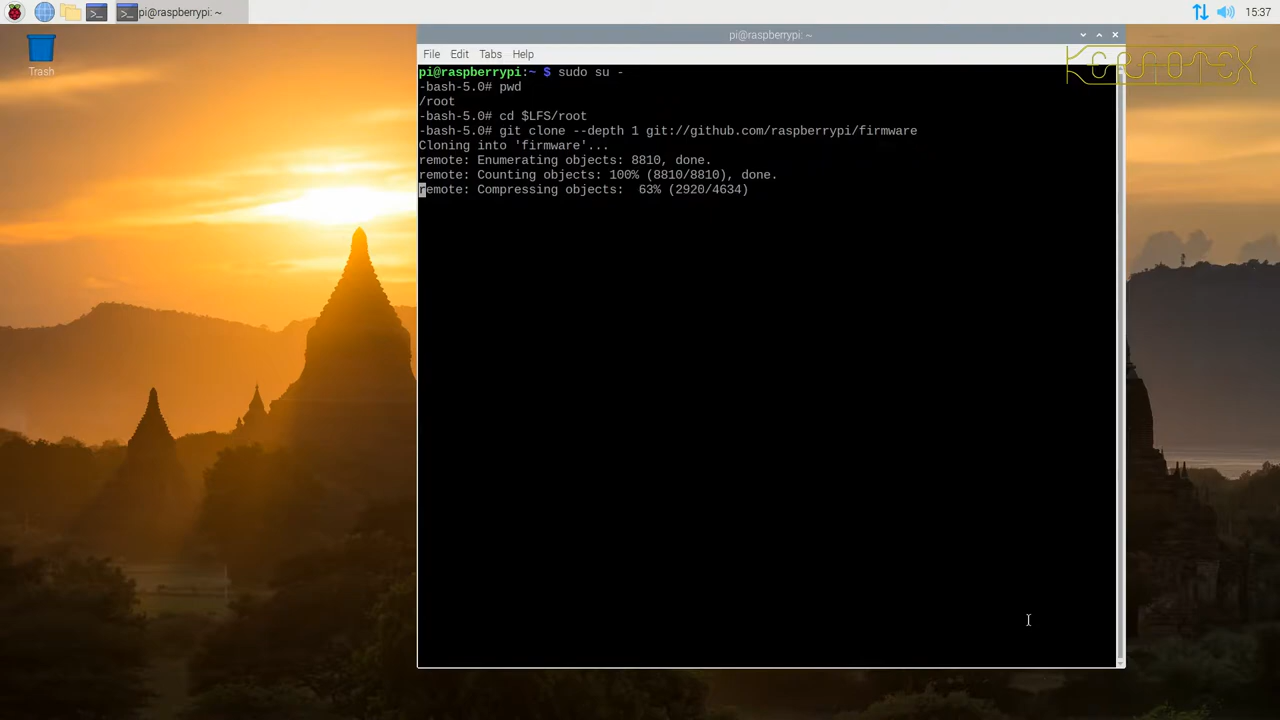 pi@raspberrypi: ~
15:37
pi@raspberrypi: ~
File Edit Tabs Help
Trash
KERNOTEX
pi@raspberrypi:~ $ sudo su -
-bash-5.0# pwd
/root
-bash-5.0# cd $LFS/root
-bash-5.0# git clone --depth 1 git://github.com/raspberrypi/firmware
Cloning into 'firmware'...
remote: Enumerating objects: 8810, done.
remote: Counting objects: 100% (8810/8810), done.
remote: Compressing objects:  63% (2920/4634)